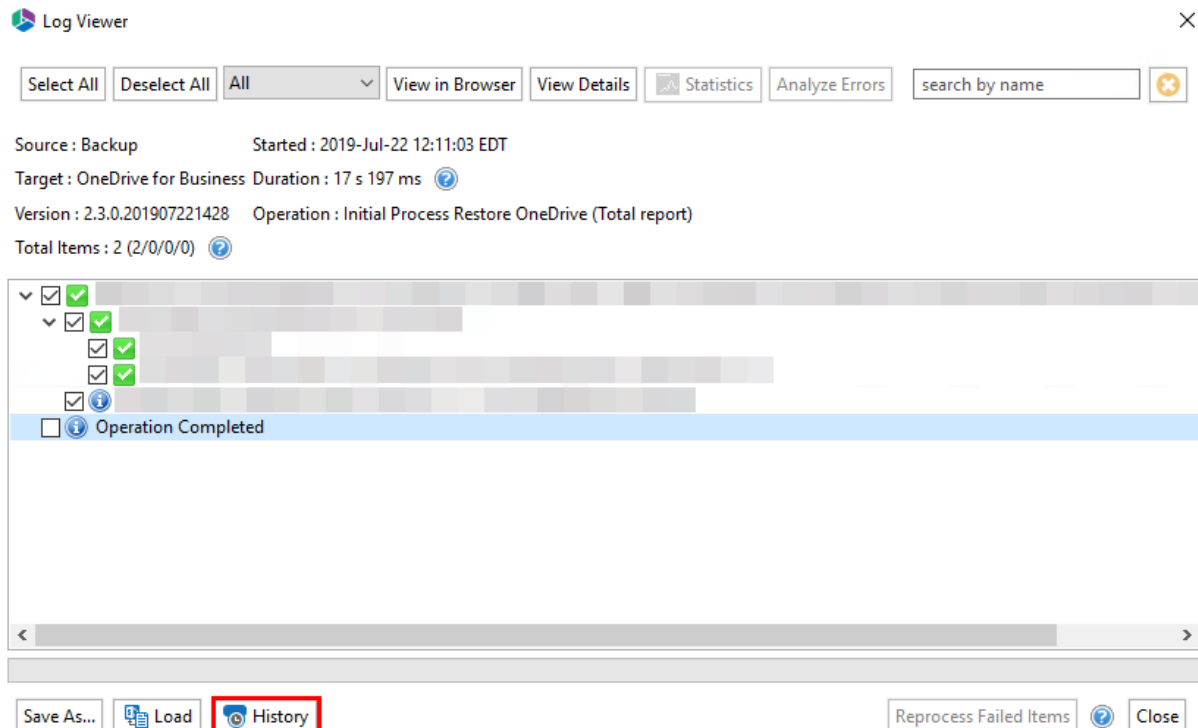 Log Viewer
Select All Deselect All All View in Browser View Details Statistics Analyze Errors search by name
Source : Backup Started : 2019-Jul-22 12:11:03 EDT
Target : OneDrive for Business Duration : 17 s 197 ms
Version : 2.3.0.201907221428 Operation : Initial Process Restore OneDrive (Total report)
Total Items : 2 (2/0/0/0)
Operation Completed
Save As... Load History Reprocess Failed Items Close